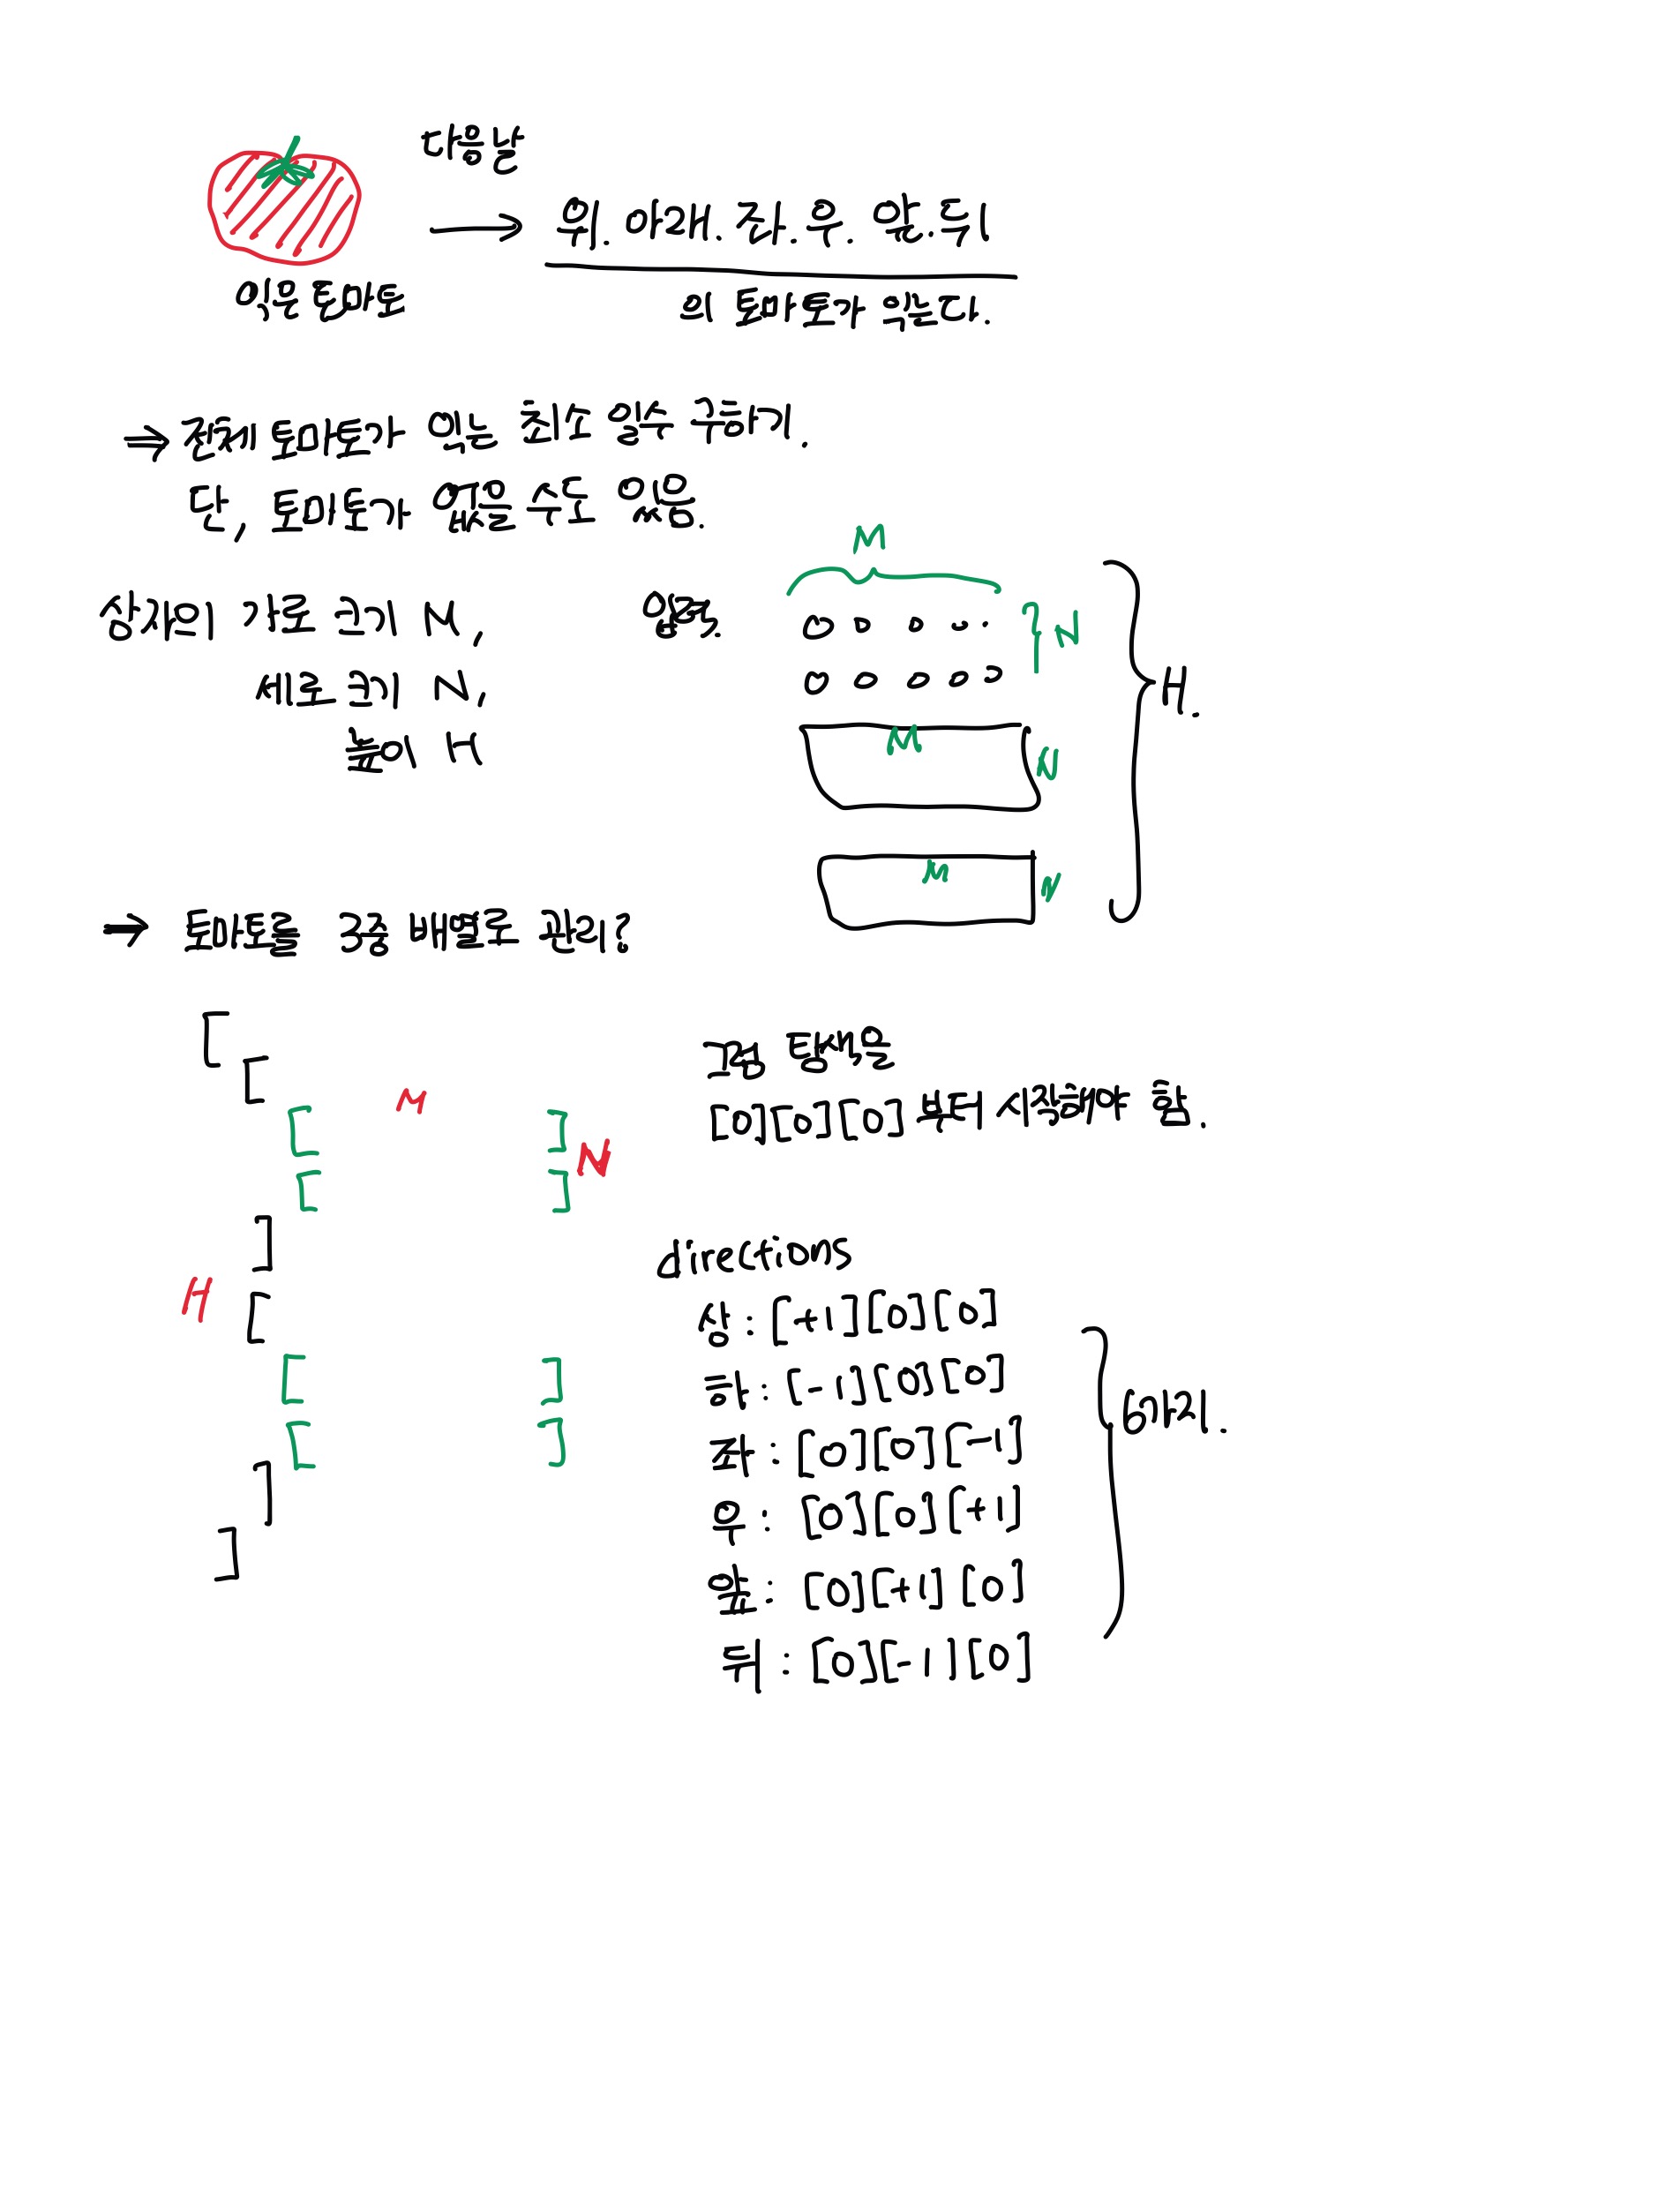 다음날
위. 아래. 좌. 우. 앞. 뒤
익은 토마토
의 토마토가 익는다.
⇒ 전체 토마토가 익는 최소 일수 구하기.
단, 토마토가 없을 수도 있음.
상자의 가로 크기 N,
세로 크기 N,
높이 H
입력.
M
N
H.
M
N
M
N
⇒ 토마토를 3중 배열로 관리?
[
[
[ M ]
[ ] N
]
H
[
[ ]
[ ]
]
]
그럼 탐색을
[0][0][0] 부터 시작해야 함.
directions
상 : [+1][0][0]
하 : [-1][0][0]
좌 : [0][0][-1]
우 : [0][0][+1]
앞 : [0][+1][0]
뒤 : [0][-1][0]
6가지.